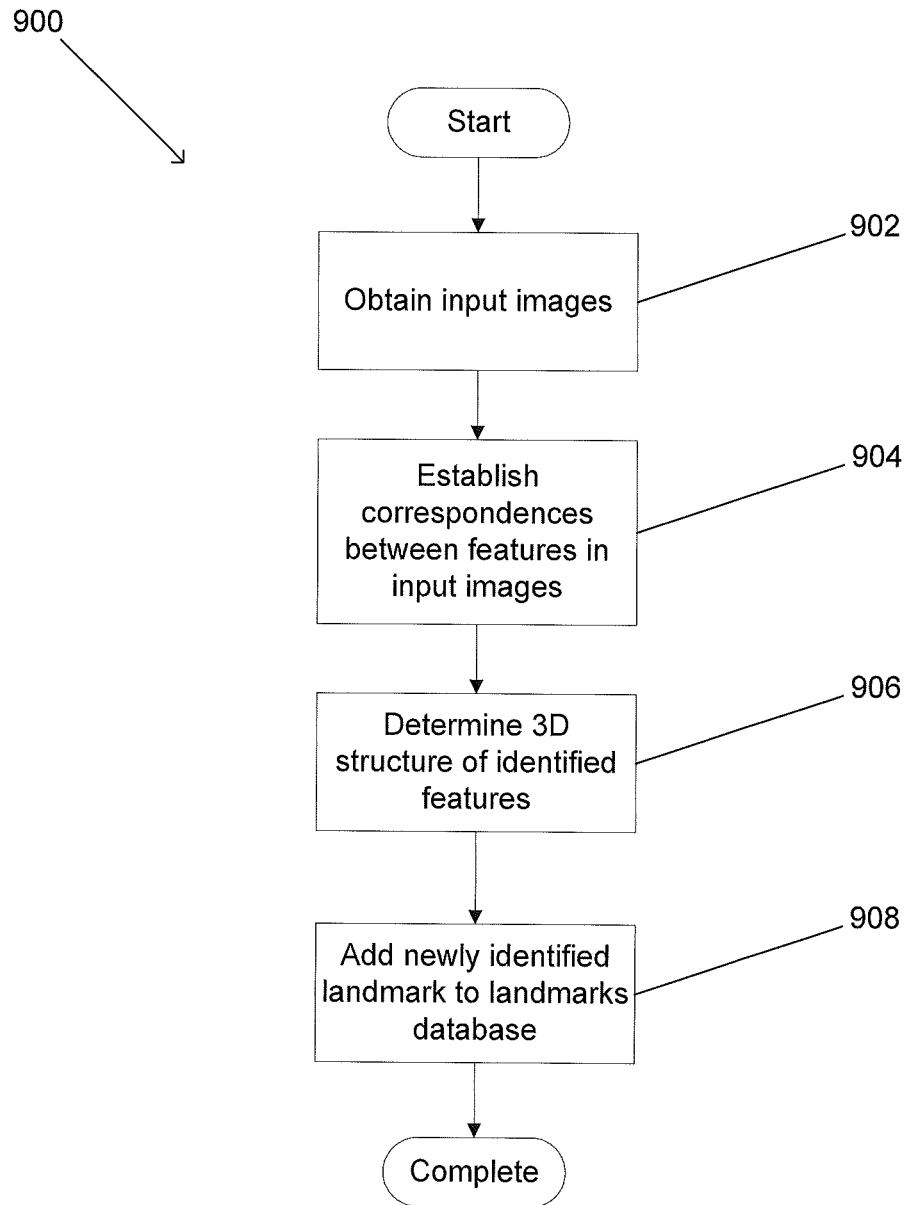 900
Start
902
Obtain input images
904
Establish
correspondences
between features in
input images
906
Determine 3D
structure of identified
features
908
Add newly identified
landmark to landmarks
database
Complete